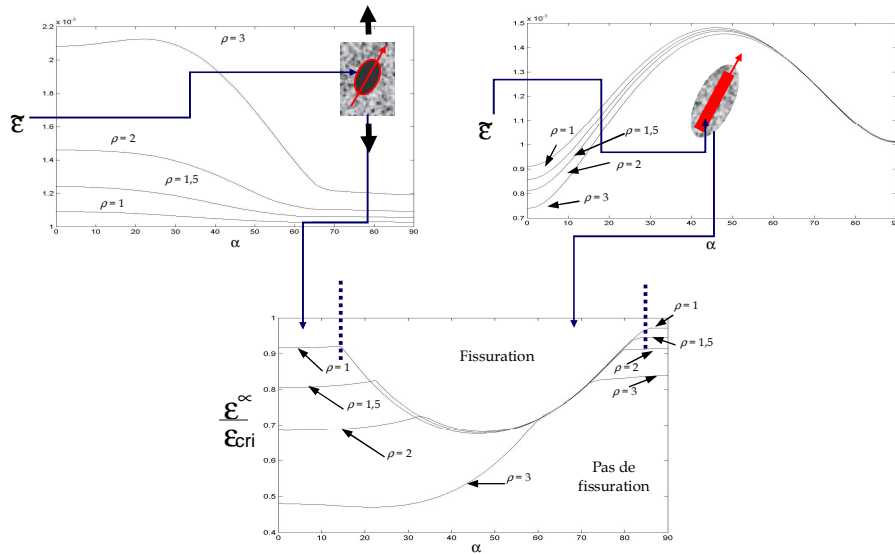 x 10⁻³
2.2
2
1.8
1.6
1.4
1.2
1
ρ = 3
ρ = 2
ρ = 1,5
ρ = 1
ε̃
0 10 20 30 40 50 60 70 80 90
α
x 10⁻¹
1.5
1.4
1.3
1.2
1.1
1
0.9
0.8
0.7
ε̃
ρ = 1
ρ = 1,5
ρ = 2
ρ = 3
0 10 20 30 40 50 60 70 80 90
α
1
0.9
0.8
0.7
0.6
0.5
0.4
ε∞
εcri
Fissuration
ρ = 1
ρ = 1,5
ρ = 2
ρ = 3
ρ = 1
ρ = 1,5
ρ = 2
ρ = 3
Pas de
fissuration
0 10 20 30 40 50 60 70 80 90
α